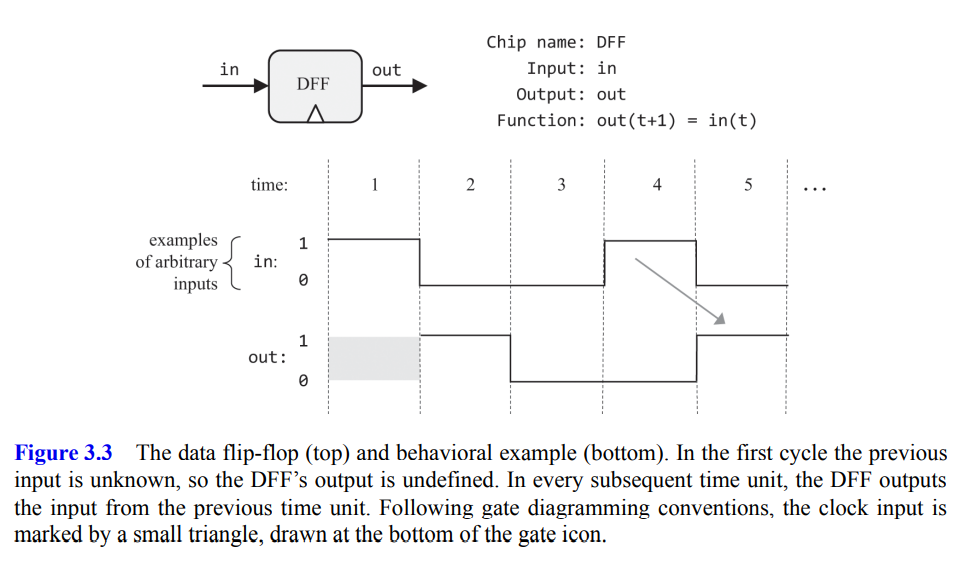 Chip name: DFF
in
out
DFF
Input: in
Output: out
Function: out(t+1) = in(t)
time: 1 2 3 4 5 ...
examples
of arbitrary
inputs
in:
1
0
out:
1
0
Figure 3.3 The data flip-flop (top) and behavioral example (bottom). In the first cycle the previous
input is unknown, so the DFF’s output is undefined. In every subsequent time unit, the DFF outputs
the input from the previous time unit. Following gate diagramming conventions, the clock input is
marked by a small triangle, drawn at the bottom of the gate icon.